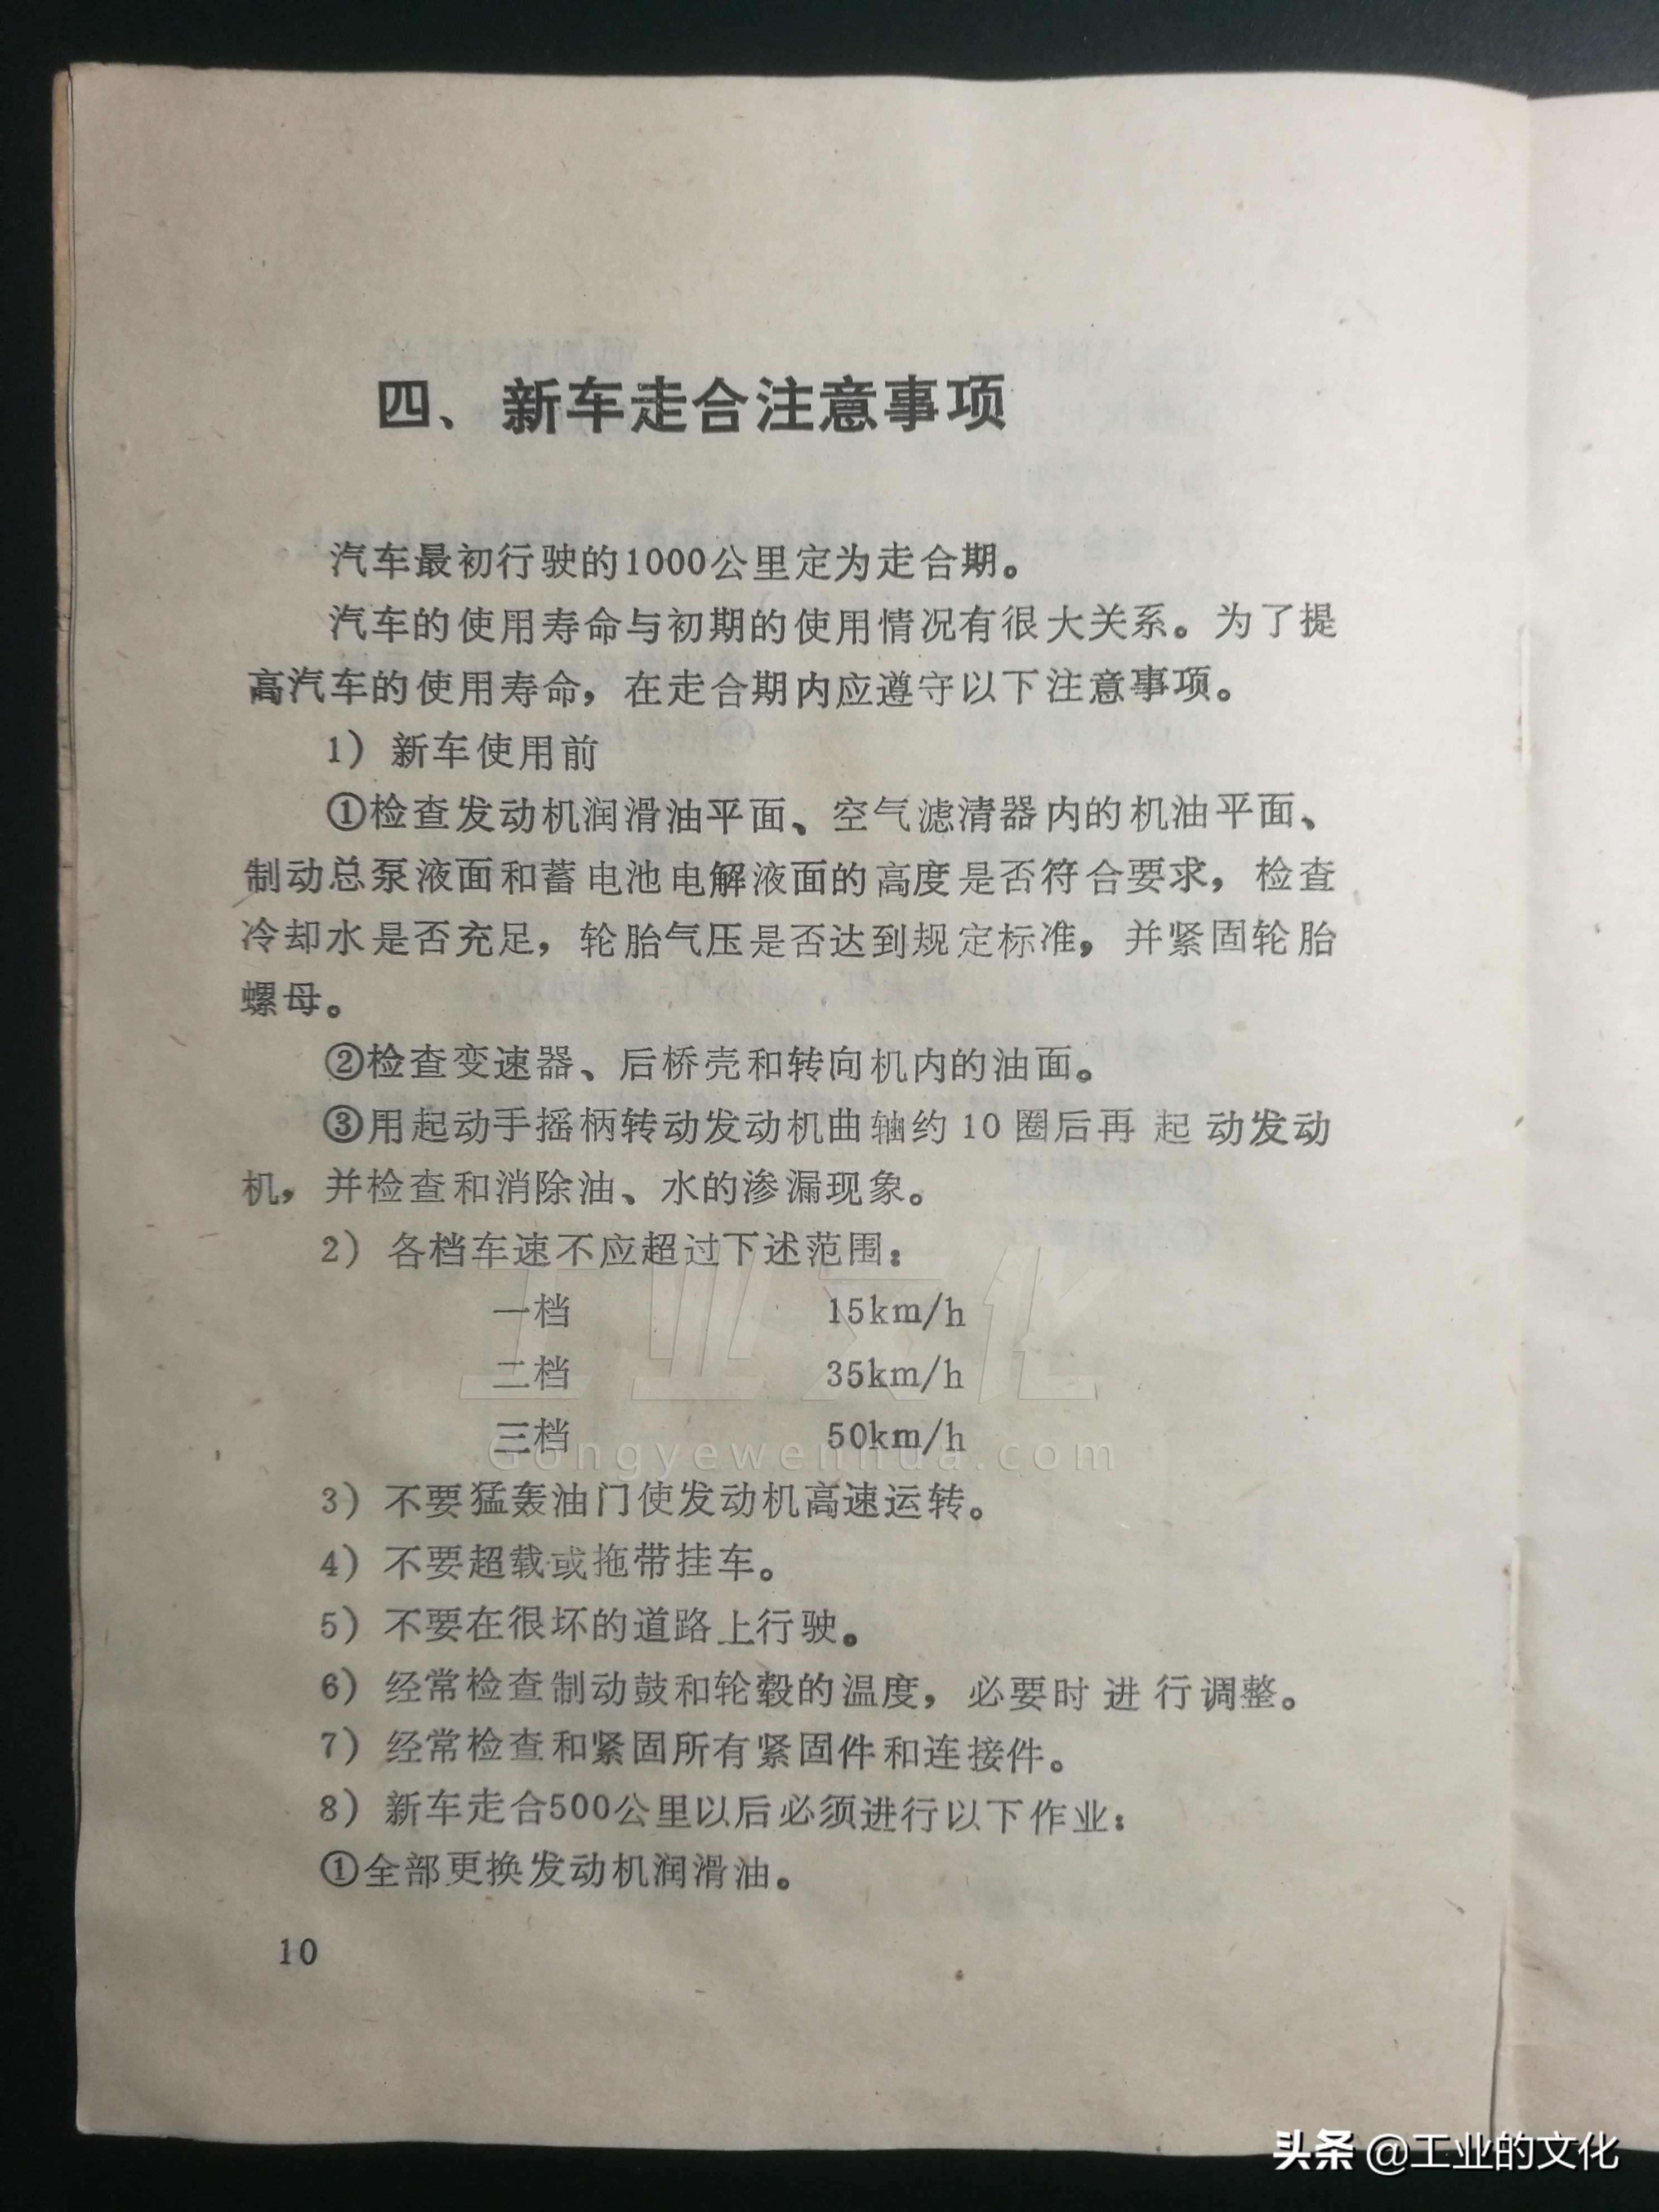 四、新车走合注意事项
汽车最初行驶的1000公里定为走合期。
汽车的使用寿命与初期的使用情况有很大关系。为了提
高汽车的使用寿命，在走合期内应遵守以下注意事项。
1）新车使用前
①检查发动机润滑油平面、空气滤清器内的机油平面、
制动总泵液面和蓄电池电解液面的高度是否符合要求，检查
冷却水是否充足，轮胎气压是否达到规定标准，并紧固轮胎
螺母。
②检查变速器、后桥壳和转向机内的油面。
③用起动手摇柄转动发动机曲轴约10圈后再起动发动
机，并检查和消除油、水的渗漏现象。
2）各档车速不应超过下述范围：
一档 15km/h
二档 35km/h
三档 50km/h
工业文化
Gongyewenhua.com
3）不要猛轰油门使发动机高速运转。
4）不要超载或拖带挂车。
5）不要在很坏的道路上行驶。
6）经常检查制动鼓和轮毂的温度，必要时进行调整。
7）经常检查和紧固所有紧固件和连接件。
8）新车走合500公里以后必须进行以下作业：
①全部更换发动机润滑油。
10
头条 @工业的文化